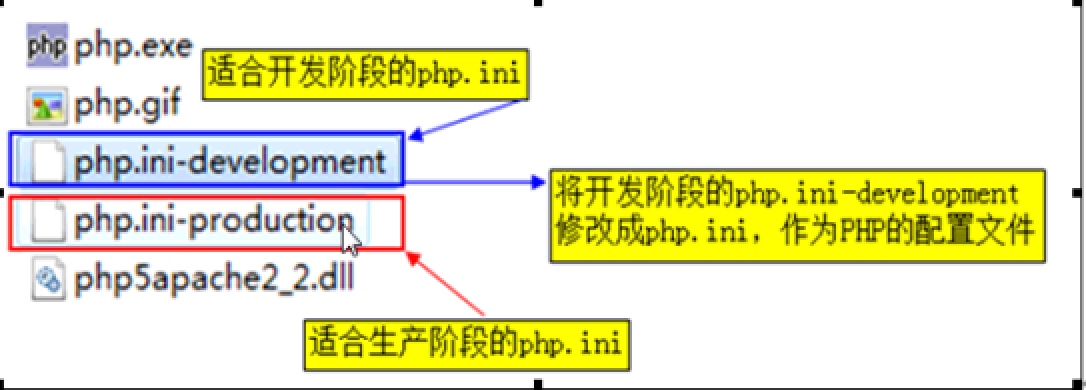 php php.exe
适合开发阶段的php.ini
php.gif
php.ini-development
将开发阶段的php.ini-development
修改成php.ini，作为PHP的配置文件
php.ini-production
php5apache2_2.dll
适合生产阶段的php.ini